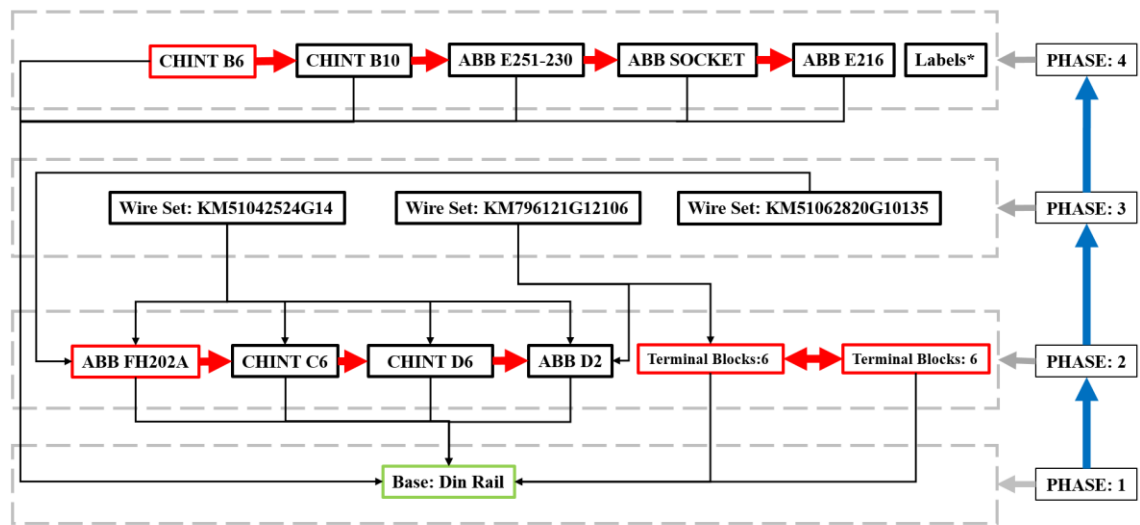 CHINT B6
CHINT B10
ABB E251-230
ABB SOCKET
ABB E216
Labels*
PHASE: 4
Wire Set: KM51042524G14
Wire Set: KM796121G12106
Wire Set: KM51062820G10135
PHASE: 3
ABB FH202A
CHINT C6
CHINT D6
ABB D2
Terminal Blocks:6
Terminal Blocks: 6
PHASE: 2
Base: Din Rail
PHASE: 1